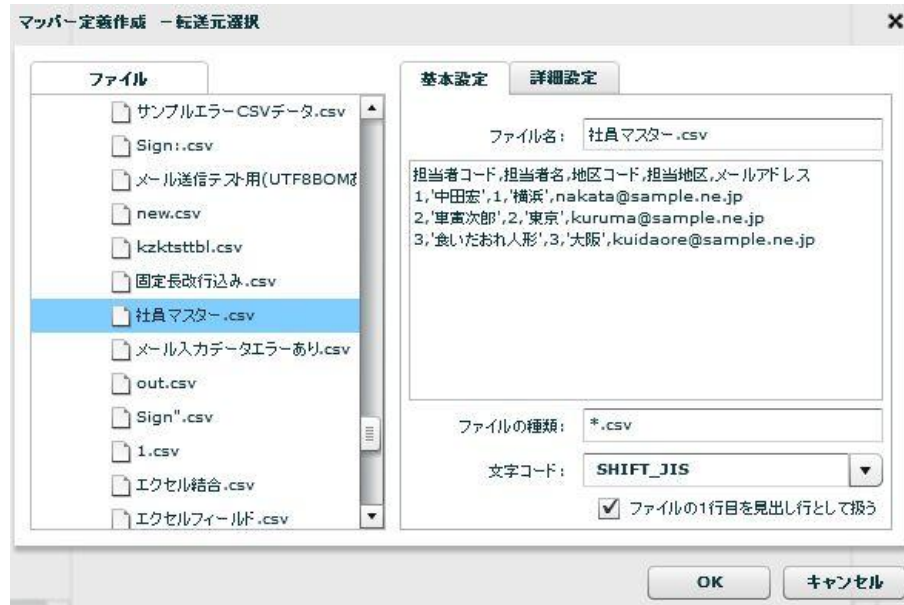 マッパー定義作成 －転送元選択
ファイル
サンプルエラーCSVデータ.csv
Sign:.csv
メール送信テスト用(UTF8BOMあ
new.csv
kzktsttbl.csv
固定長改行込み.csv
社員マスター.csv
メール入力データエラーあり.csv
out.csv
Sign".csv
1.csv
エクセル結合.csv
エクセルフィールド.csv
基本設定
詳細設定
ファイル名: 社員マスター.csv
担当者コード,担当者名,地区コード,担当地区,メールアドレス
1,'中田宏',1,'横浜',nakata@sample.ne.jp
2,'車寅次郎',2,'東京',kuruma@sample.ne.jp
3,'食いだおれ人形',3,'大阪',kuidaore@sample.ne.jp
ファイルの種類: *.csv
文字コード: SHIFT_JIS
ファイルの1行目を見出し行として扱う
OK
キャンセル